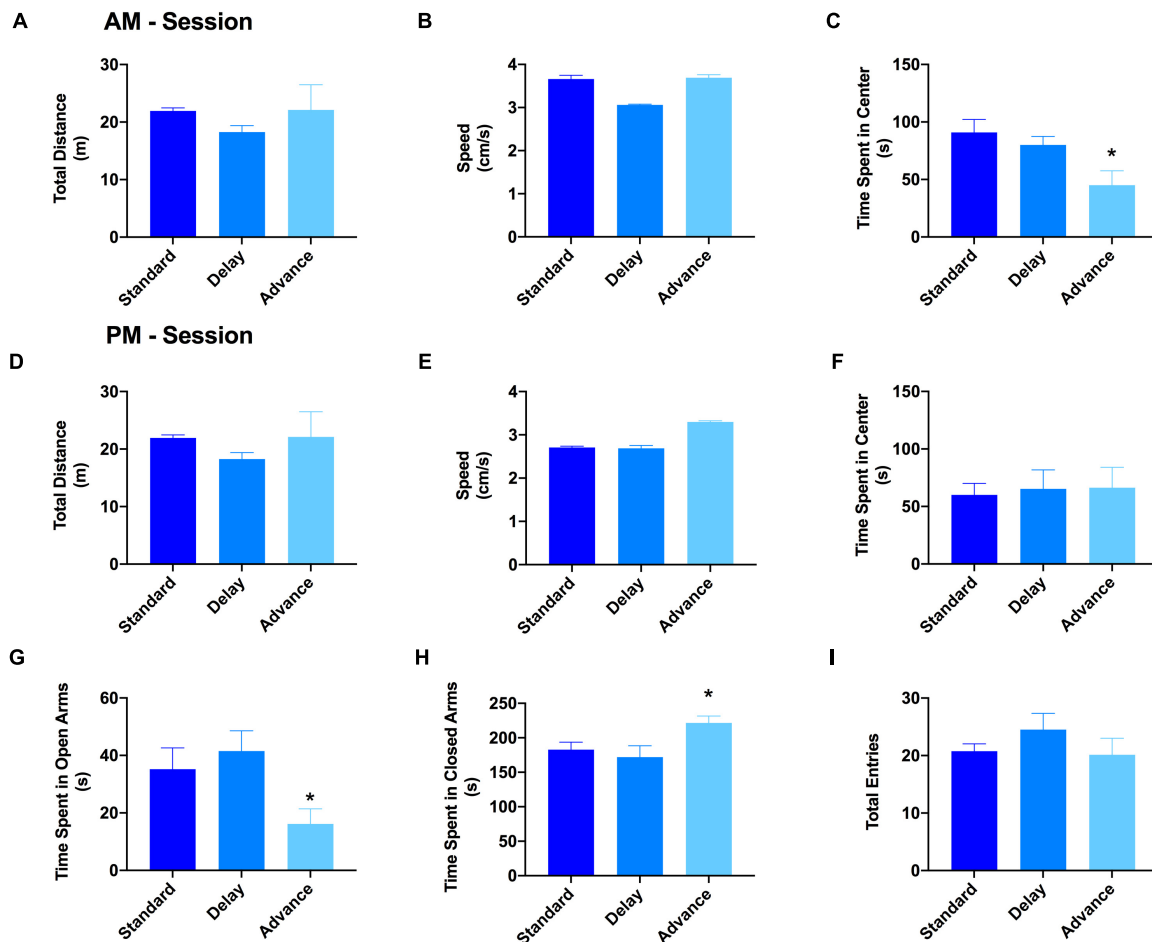 A
AM - Session
Total Distance
(m)
30
20
10
0
Standard
Delay
Advance
B
Speed
(cm/s)
4
3
2
1
0
Standard
Delay
Advance
C
Time Spent in Center
(s)
150
100
50
0
*
Standard
Delay
Advance
PM - Session
D
Total Distance
(m)
30
20
10
0
Standard
Delay
Advance
E
Speed
(cm/s)
4
3
2
1
0
Standard
Delay
Advance
F
Time Spent in Center
(s)
150
100
50
0
Standard
Delay
Advance
G
Time Spent in Open Arms
(s)
60
40
20
0
*
Standard
Delay
Advance
H
Time Spent in Closed Arms
(s)
250
200
150
100
50
0
*
Standard
Delay
Advance
I
Total Entries
30
20
10
0
Standard
Delay
Advance